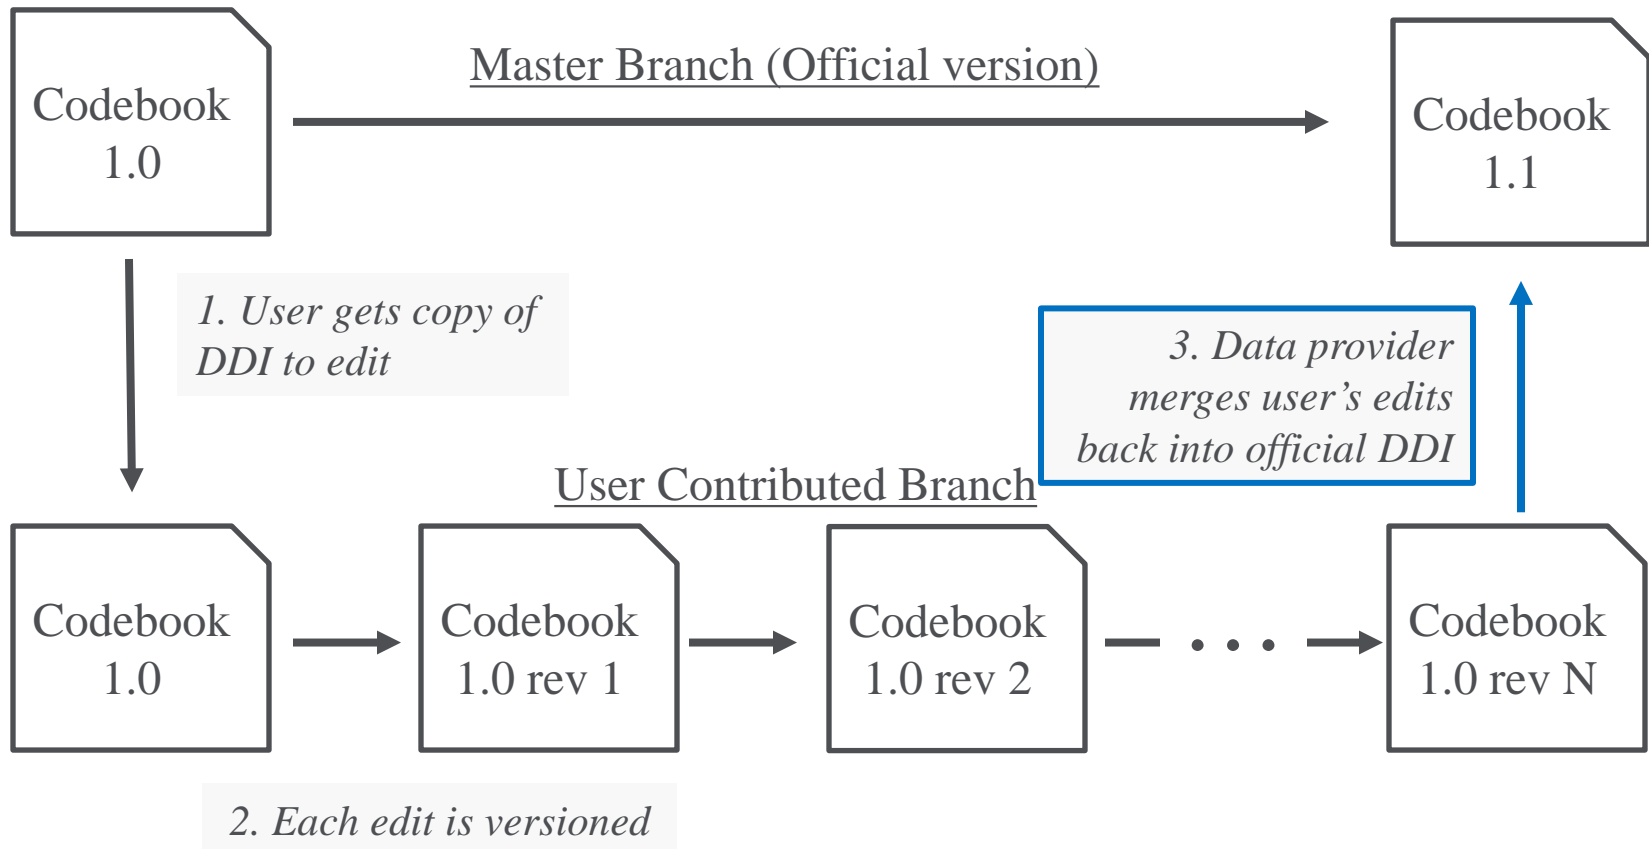 Master Branch (Official version)
Codebook
1.0
Codebook
1.1
1. User gets copy of
DDI to edit
3. Data provider
merges user’s edits
back into official DDI
User Contributed Branch
Codebook
1.0
Codebook
1.0 rev 1
Codebook
1.0 rev 2
. . .
Codebook
1.0 rev N
2. Each edit is versioned